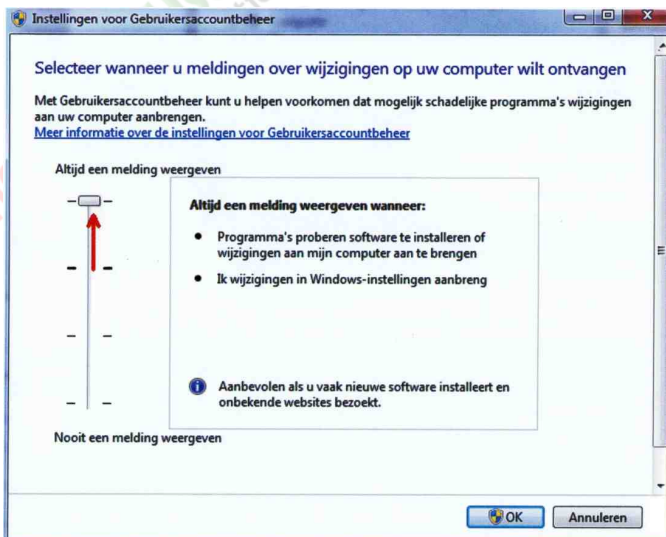 Instellingen voor Gebruikersaccountbeheer
Selecteer wanneer u meldingen over wijzigingen op uw computer wilt ontvangen
Met Gebruikersaccountbeheer kunt u helpen voorkomen dat mogelijk schadelijke programma's wijzigingen
aan uw computer aanbrengen.
Meer informatie over de instellingen voor Gebruikersaccountbeheer
Altijd een melding weergeven
Altijd een melding weergeven wanneer:
• Programma's proberen software te installeren of
wijzigingen aan mijn computer aan te brengen
• Ik wijzigingen in Windows-instellingen aanbreng
Aanbevolen als u vaak nieuwe software installeert en
onbekende websites bezoekt.
Nooit een melding weergeven
OK
Annuleren